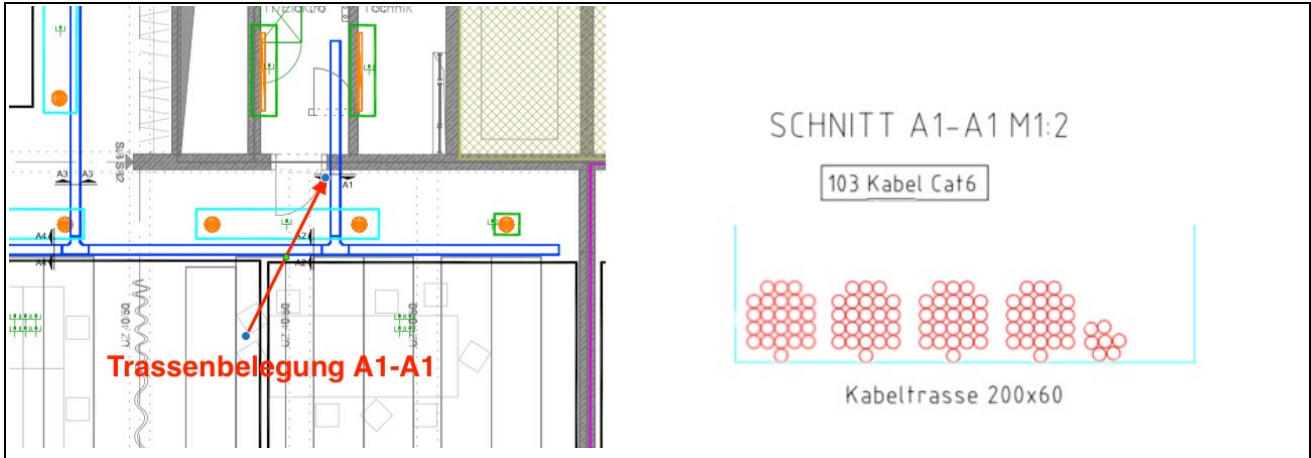 A3
A3
A1
A4
A2
A4
A2
Trassenbelegung A1-A1
SCHNITT A1-A1 M1:2
103 Kabel Cat6
Kabeltrasse 200x60